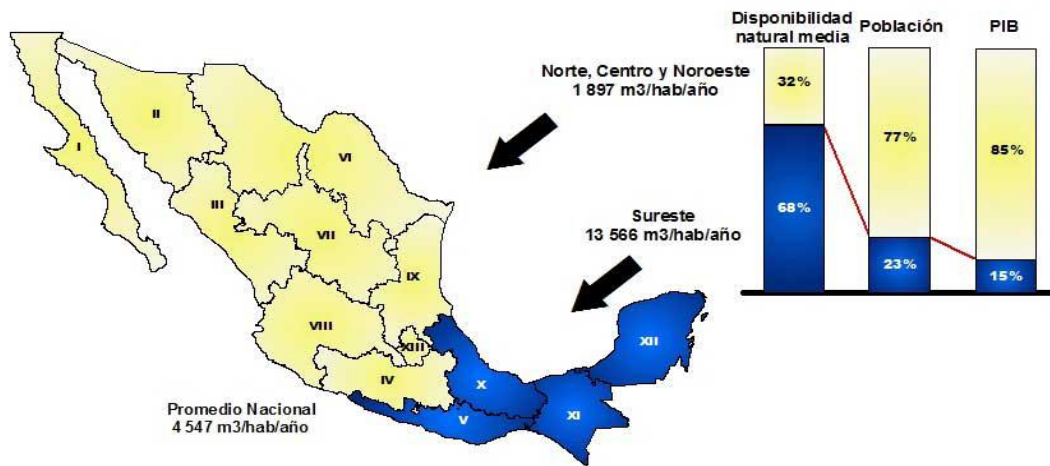 Disponibilidad
natural media
Población
PIB
Norte, Centro y Noroeste
1 897 m3/hab/año
32%
77%
85%
68%
23%
15%
Sureste
13 566 m3/hab/año
I
II
III
VI
VII
IX
VIII
XIII
IV
X
V
XI
XII
Promedio Nacional
4 547 m3/hab/año